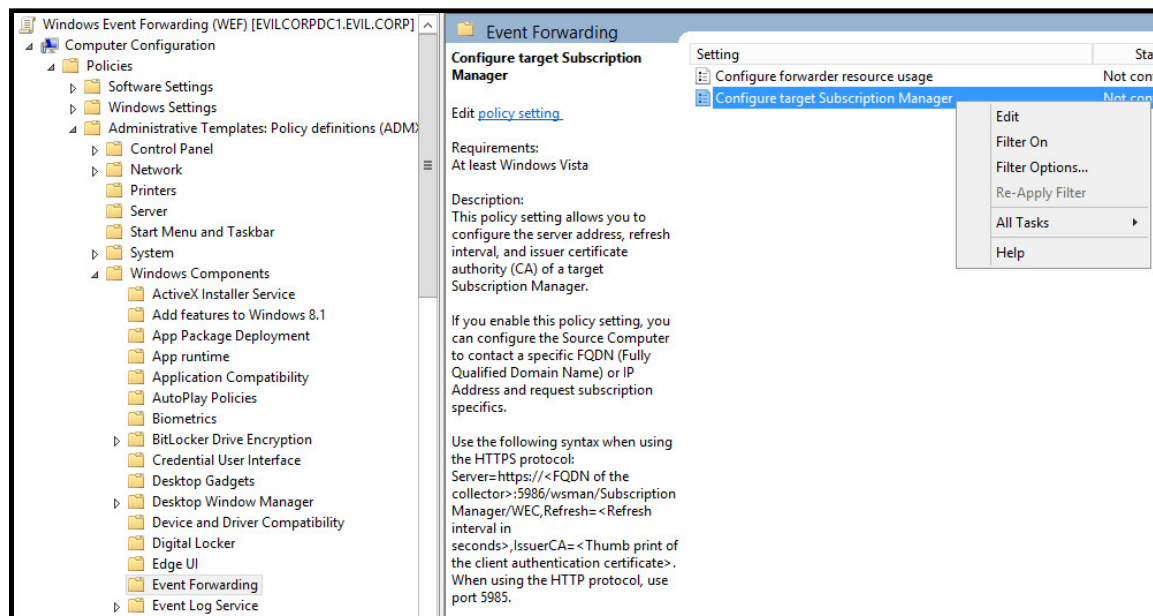 Windows Event Forwarding (WEF) [EVILCORPDC1.EVIL.CORP]
Computer Configuration
Policies
Software Settings
Windows Settings
Administrative Templates: Policy definitions (ADMX
Control Panel
Network
Printers
Server
Start Menu and Taskbar
System
Windows Components
ActiveX Installer Service
Add features to Windows 8.1
App Package Deployment
App runtime
Application Compatibility
AutoPlay Policies
Biometrics
BitLocker Drive Encryption
Credential User Interface
Desktop Gadgets
Desktop Window Manager
Device and Driver Compatibility
Digital Locker
Edge UI
Event Forwarding
Event Log Service
Event Forwarding
Configure target Subscription
Manager
Edit policy setting
Requirements:
At least Windows Vista
Description:
This policy setting allows you to
configure the server address, refresh
interval, and issuer certificate
authority (CA) of a target
Subscription Manager.
If you enable this policy setting, you
can configure the Source Computer
to contact a specific FQDN (Fully
Qualified Domain Name) or IP
Address and request subscription
specifics.
Use the following syntax when using
the HTTPS protocol:
Server=https://<FQDN of the
collector>:5986/wsman/Subscription
Manager/WEC,Refresh=<Refresh
interval in
seconds>,IssuerCA=<Thumb print of
the client authentication certificate>.
When using the HTTP protocol, use
port 5985.
Setting Sta
Configure forwarder resource usage Not con
Configure target Subscription Manager Not con
Edit
Filter On
Filter Options...
Re-Apply Filter
All Tasks
Help